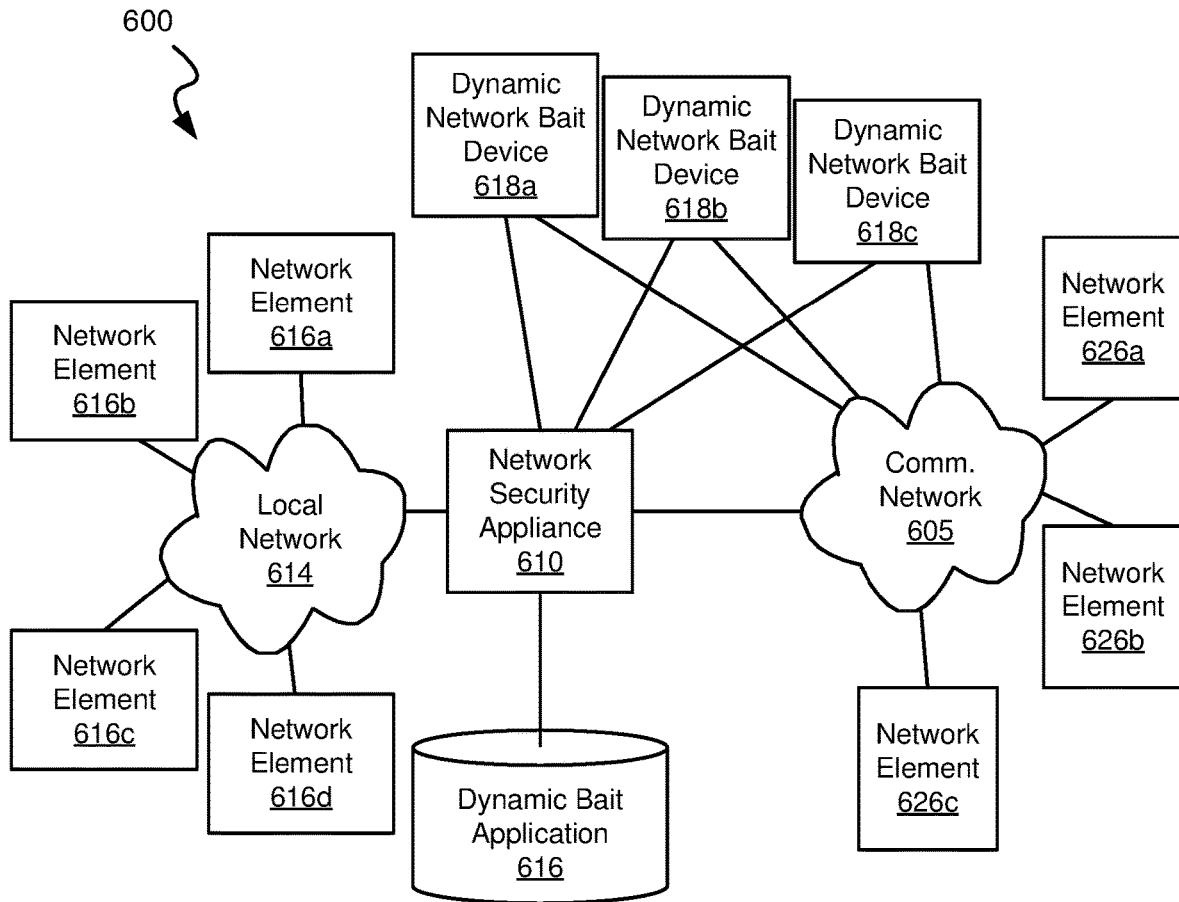 600
Dynamic
Network Bait
Device
618a
Dynamic
Network Bait
Device
618b
Dynamic
Network Bait
Device
618c
Network
Element
616a
Network
Element
616b
Network
Element
626a
Local
Network
614
Network
Security
Appliance
610
Comm.
Network
605
Network
Element
626b
Network
Element
616c
Network
Element
616d
Dynamic Bait
Application
616
Network
Element
626c